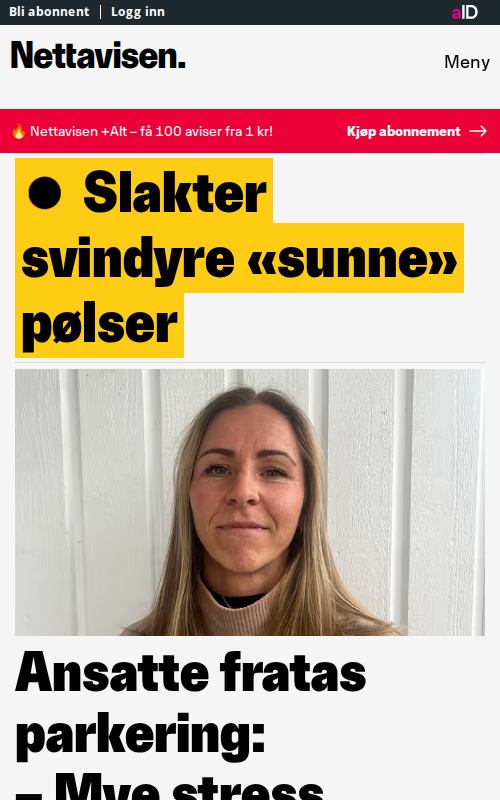 Bli abonnent | Logg inn
aID
Nettavisen.
Meny
🔥 Nettavisen +Alt – få 100 aviser fra 1 kr!
Kjøp abonnement →
● Slakter
svindyre «sunne»
pølser
Ansatte fratas
parkering:
– Mye stress